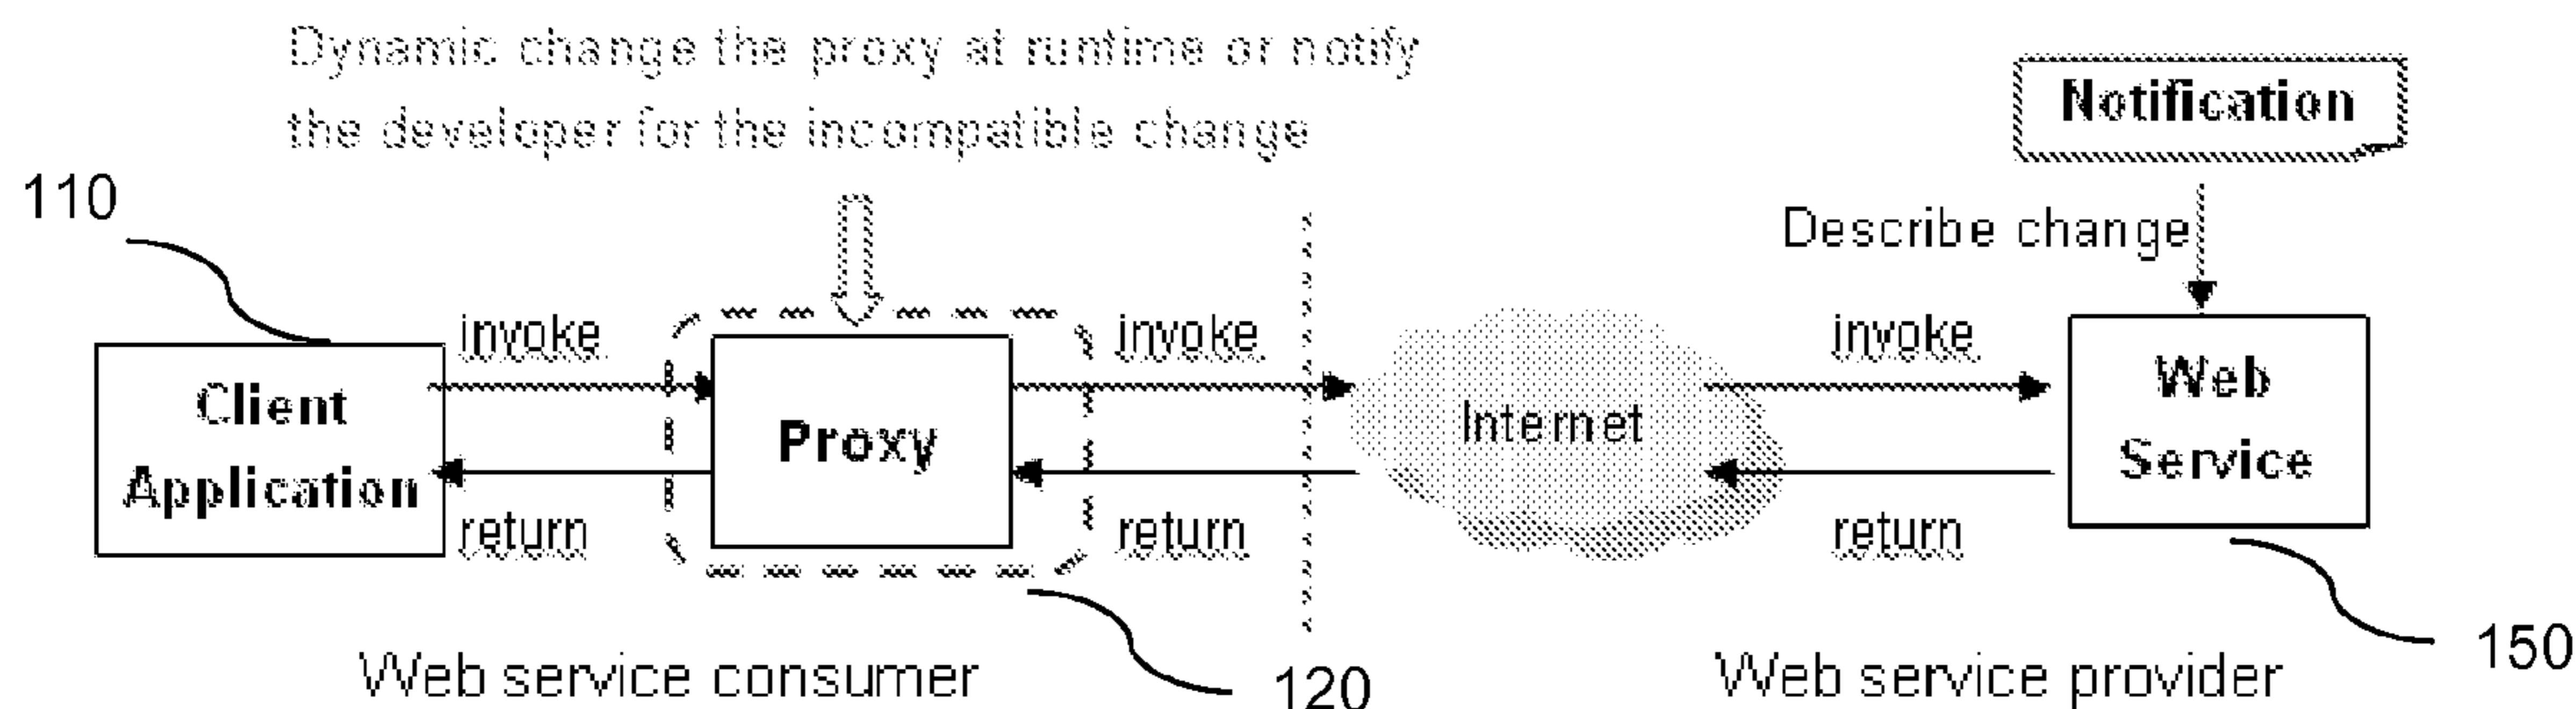 Dynamic change the proxy at runtime or notify
the developer for the incompatible change
Notification
110
Describe change
invoke
invoke
invoke
Client
Application
Proxy
Internet
Web
Service
return
return
return
Web service consumer
120
Web service provider
150